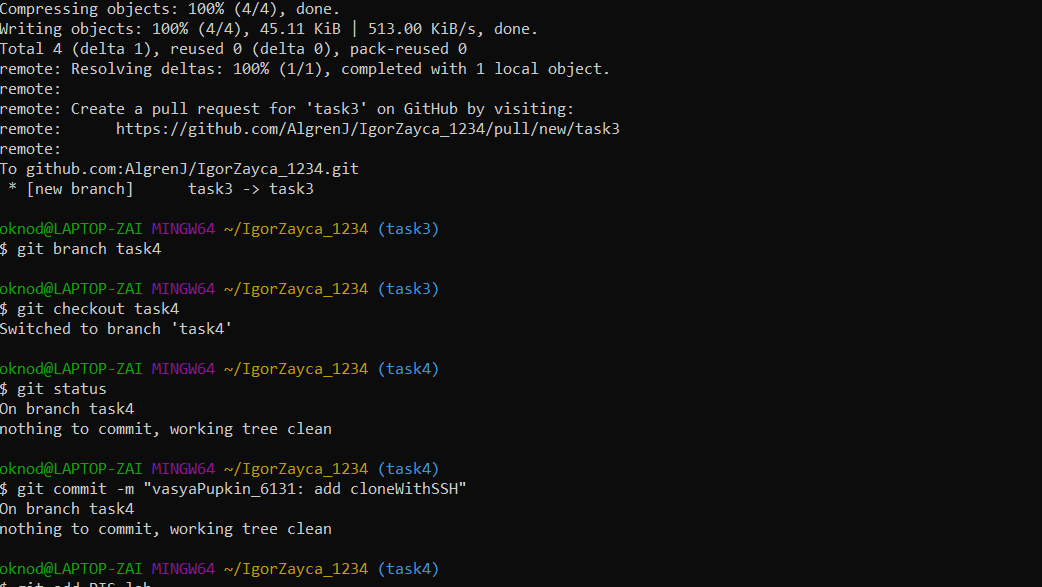 Compressing objects: 100% (4/4), done.
Writing objects: 100% (4/4), 45.11 KiB | 513.00 KiB/s, done.
Total 4 (delta 1), reused 0 (delta 0), pack-reused 0
remote: Resolving deltas: 100% (1/1), completed with 1 local object.
remote:
remote: Create a pull request for 'task3' on GitHub by visiting:
remote:      https://github.com/AlgrenJ/IgorZayca_1234/pull/new/task3
remote:
To github.com:AlgrenJ/IgorZayca_1234.git
 * [new branch]      task3 -> task3
oknod@LAPTOP-ZAI MINGW64 ~/IgorZayca_1234 (task3)
$ git branch task4
oknod@LAPTOP-ZAI MINGW64 ~/IgorZayca_1234 (task3)
$ git checkout task4
Switched to branch 'task4'
oknod@LAPTOP-ZAI MINGW64 ~/IgorZayca_1234 (task4)
$ git status
On branch task4
nothing to commit, working tree clean
oknod@LAPTOP-ZAI MINGW64 ~/IgorZayca_1234 (task4)
$ git commit -m "vasyaPupkin_6131: add cloneWithSSH"
On branch task4
nothing to commit, working tree clean
oknod@LAPTOP-ZAI MINGW64 ~/IgorZayca_1234 (task4)
$ git add